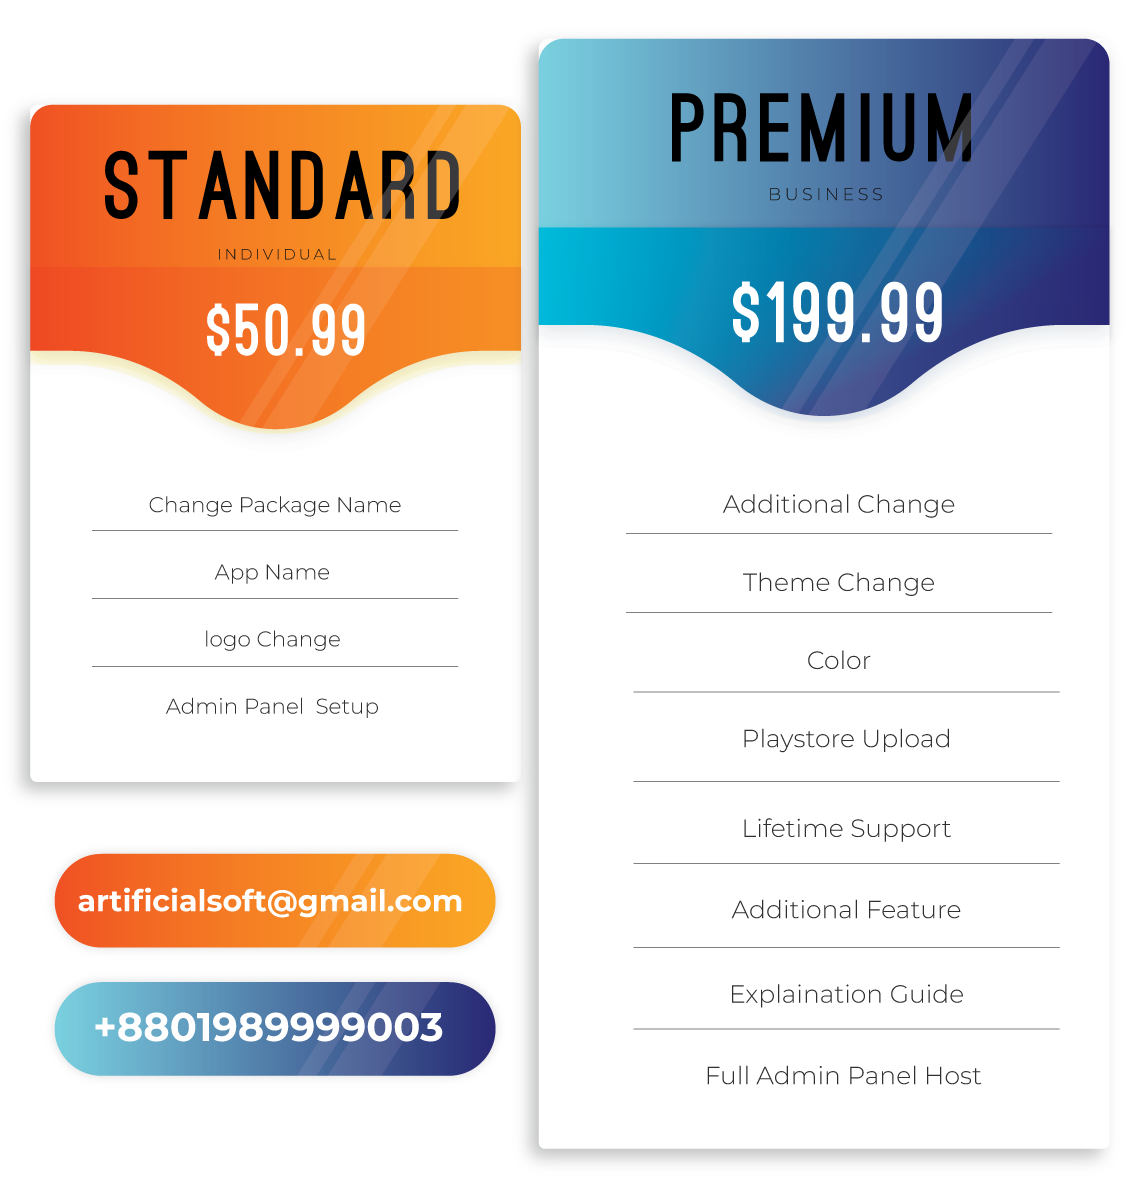 STANDARD
INDIVIDUAL
$50.99
Change Package Name
App Name
logo Change
Admin Panel  Setup
artificialsoft@gmail.com
+8801989999003
PREMIUM
BUSINESS
$199.99
Additional Change
Theme Change
Color
Playstore Upload
Lifetime Support
Additional Feature
Explaination Guide
Full Admin Panel Host